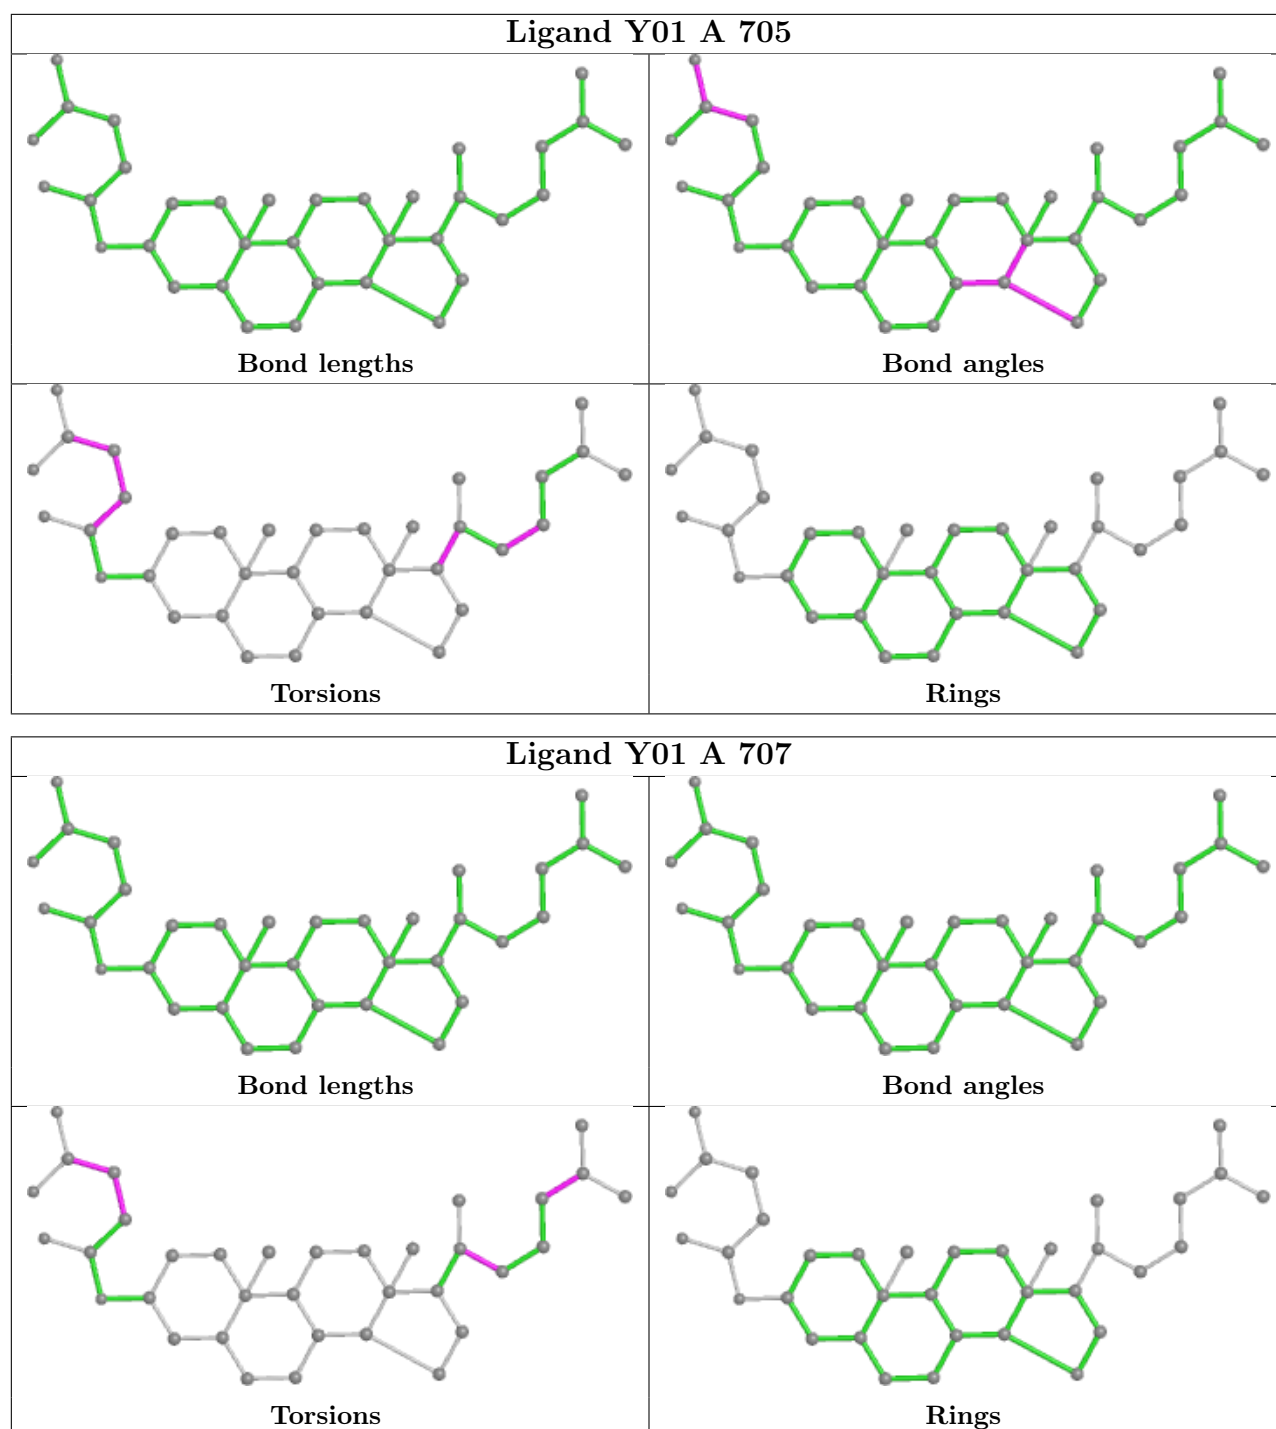 Ligand Y01 A 705
Bond lengths
Bond angles
Torsions
Rings
Ligand Y01 A 707
Bond lengths
Bond angles
Torsions
Rings